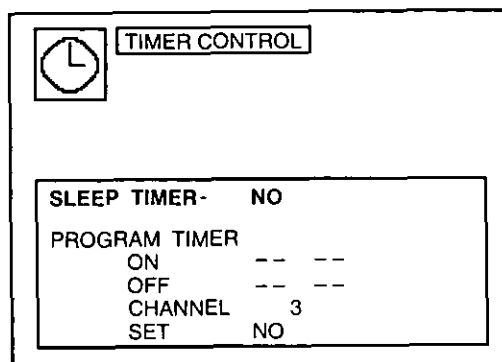 TIMER CONTROL
SLEEP TIMER- NO
PROGRAM TIMER
ON -- --
OFF -- --
CHANNEL 3
SET NO